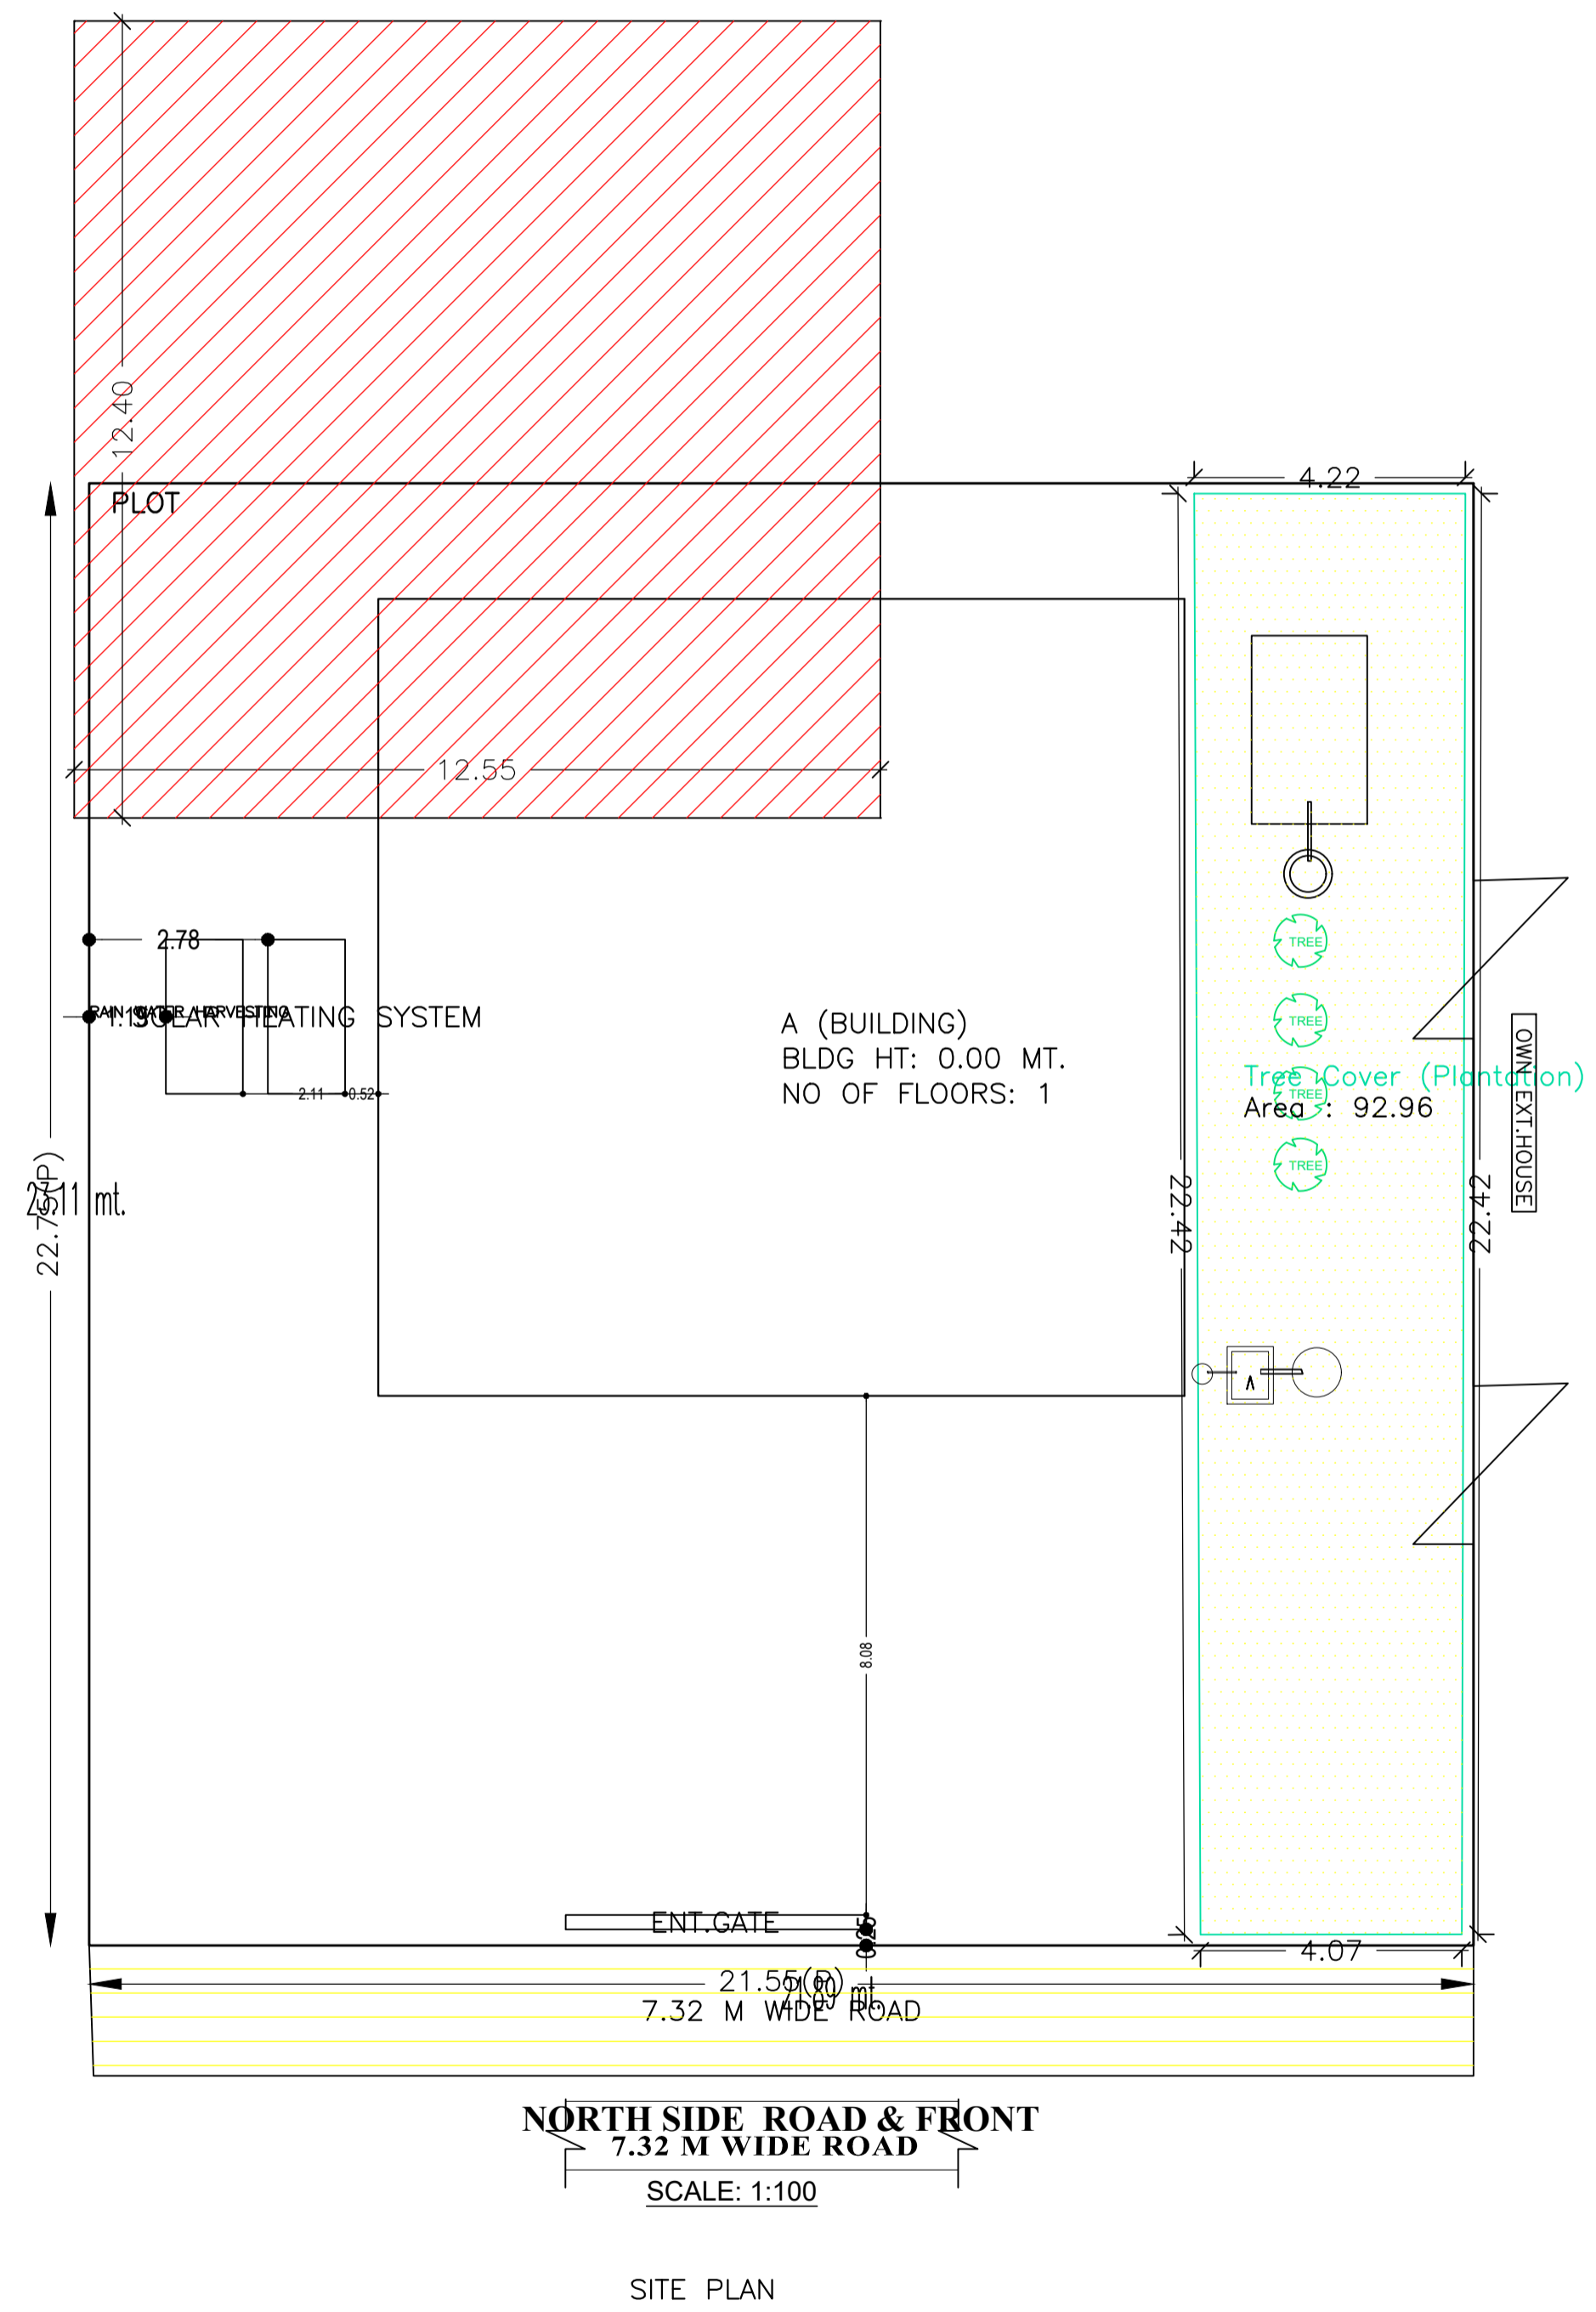 12.40
PLOT
4.22
12.55
2.78
RAIN WATER HARVESTING
1.19
SOLAR HEATING SYSTEM
A (BUILDING)
BLDG HT: 0.00 MT.
NO OF FLOORS: 1
TREE
TREE
Tree Cover (Plantation)
TREE
Area : 92.96
TREE
OWN EXT.HOUSE
2.11
0.52
22.75(P)
23.11 mt.
22.42
22.42
8.08
ENT.GATE
0.25
4.07
21.55(P)
7.32 M WIDE ROAD
NORTH SIDE ROAD & FRONT
7.32 M WIDE ROAD
SCALE: 1:100
SITE PLAN